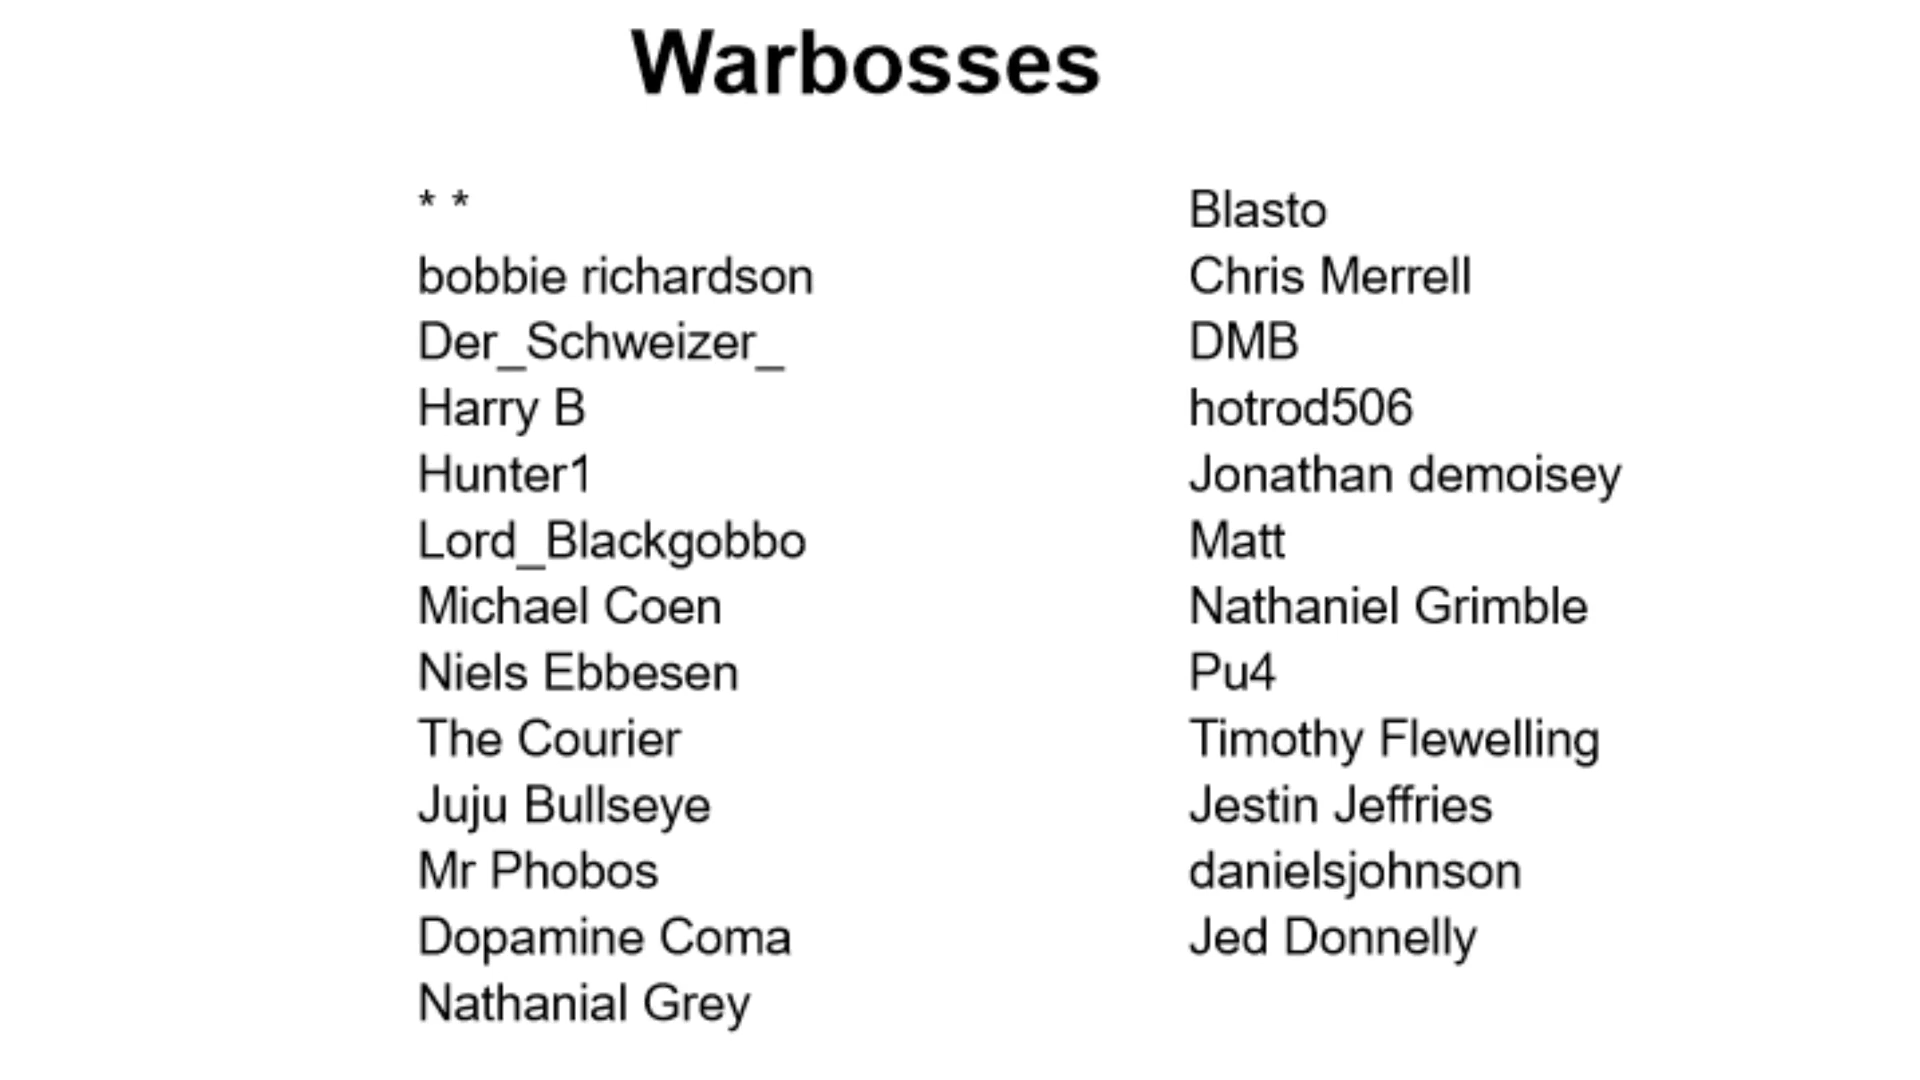 Warbosses
* *
bobbie richardson
Der_Schweizer_
Harry B
Hunter1
Lord_Blackgobbo
Michael Coen
Niels Ebbesen
The Courier
Juju Bullseye
Mr Phobos
Dopamine Coma
Nathanial Grey
Blasto
Chris Merrell
DMB
hotrod506
Jonathan demoisey
Matt
Nathaniel Grimble
Pu4
Timothy Flewelling
Jestin Jeffries
danielsjohnson
Jed Donnelly